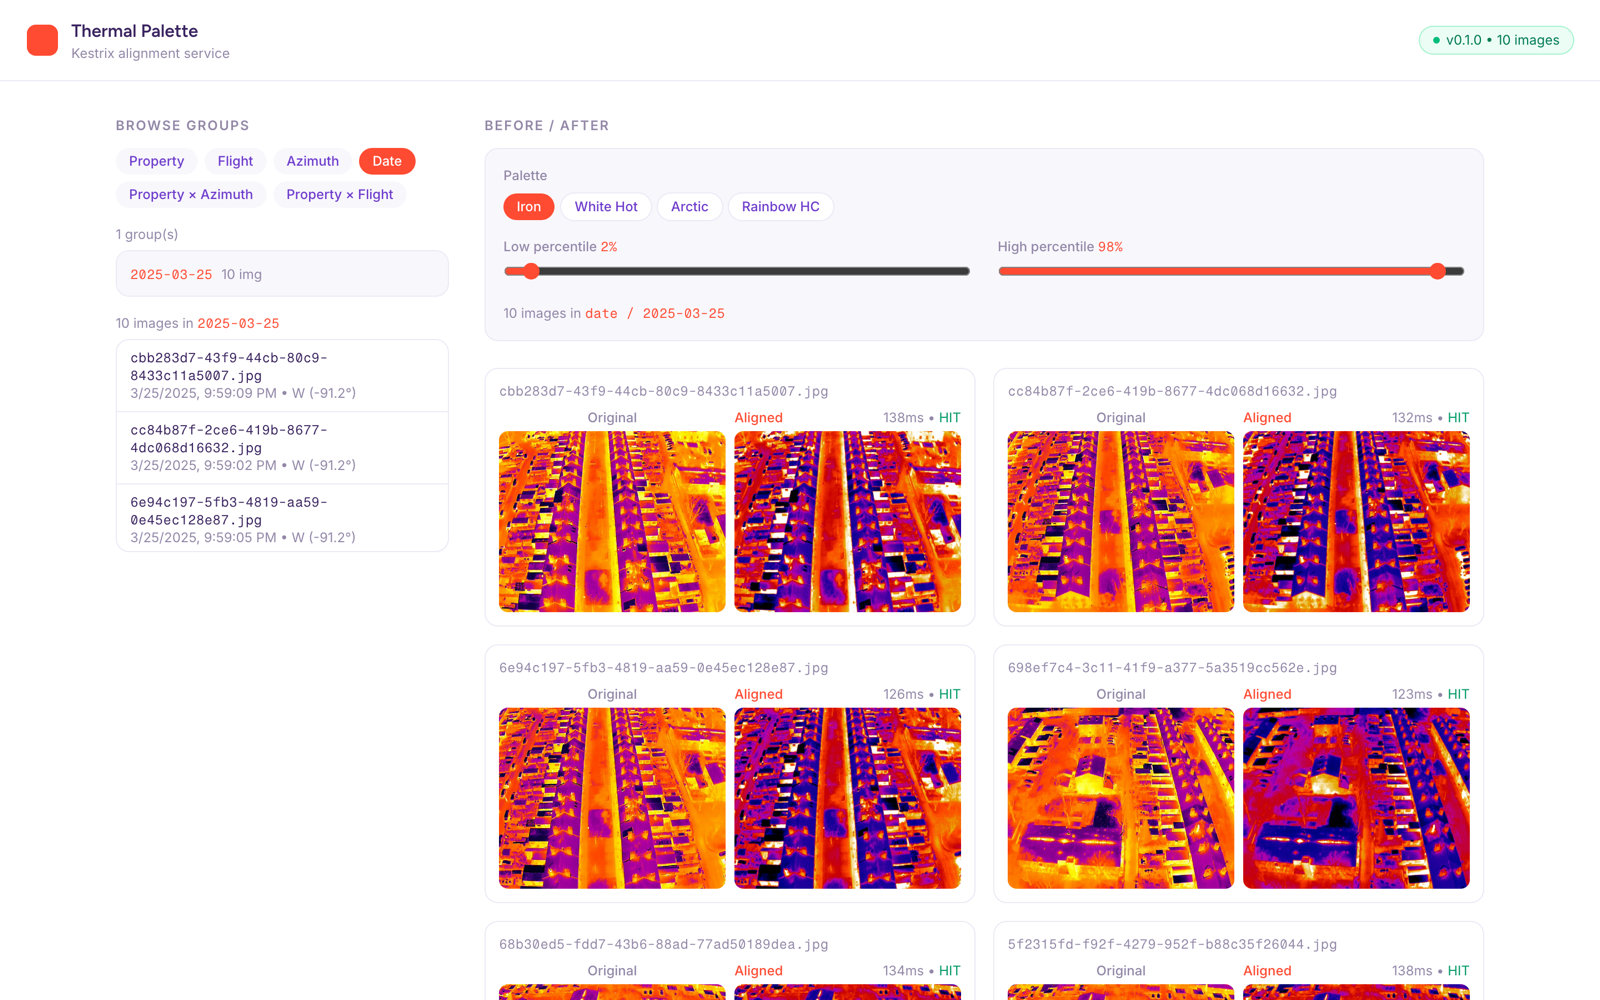 Thermal Palette
Kestrix alignment service
v0.1.0 • 10 images
BROWSE GROUPS
Property
Flight
Azimuth
Date
Property × Azimuth
Property × Flight
1 group(s)
2025-03-25 10 img
10 images in 2025-03-25
cbb283d7-43f9-44cb-80c9-
8433c11a5007.jpg
3/25/2025, 9:59:09 PM • W (-91.2°)
cc84b87f-2ce6-419b-8677-
4dc068d16632.jpg
3/25/2025, 9:59:02 PM • W (-91.2°)
6e94c197-5fb3-4819-aa59-
0e45ec128e87.jpg
3/25/2025, 9:59:05 PM • W (-91.2°)
BEFORE / AFTER
Palette
Iron
White Hot
Arctic
Rainbow HC
Low percentile 2%
High percentile 98%
10 images in date / 2025-03-25
cbb283d7-43f9-44cb-80c9-8433c11a5007.jpg
Original
Aligned
138ms • HIT
cc84b87f-2ce6-419b-8677-4dc068d16632.jpg
Original
Aligned
132ms • HIT
6e94c197-5fb3-4819-aa59-0e45ec128e87.jpg
Original
Aligned
126ms • HIT
698ef7c4-3c11-41f9-a377-5a3519cc562e.jpg
Original
Aligned
123ms • HIT
68b30ed5-fdd7-43b6-88ad-77ad50189dea.jpg
Original
Aligned
134ms • HIT
5f2315fd-f92f-4279-952f-b88c35f26044.jpg
Original
Aligned
138ms • HIT